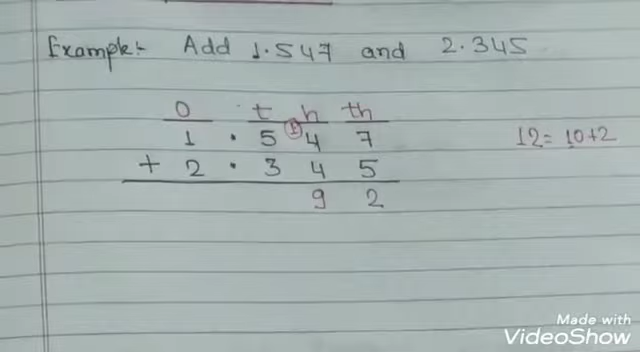 Example:- Add 1.547 and 2.345
O . t h th
1 . 5 ① 4 7
12 = 10+2
+ 2 . 3 4 5
9 2
Made with
VideoShow